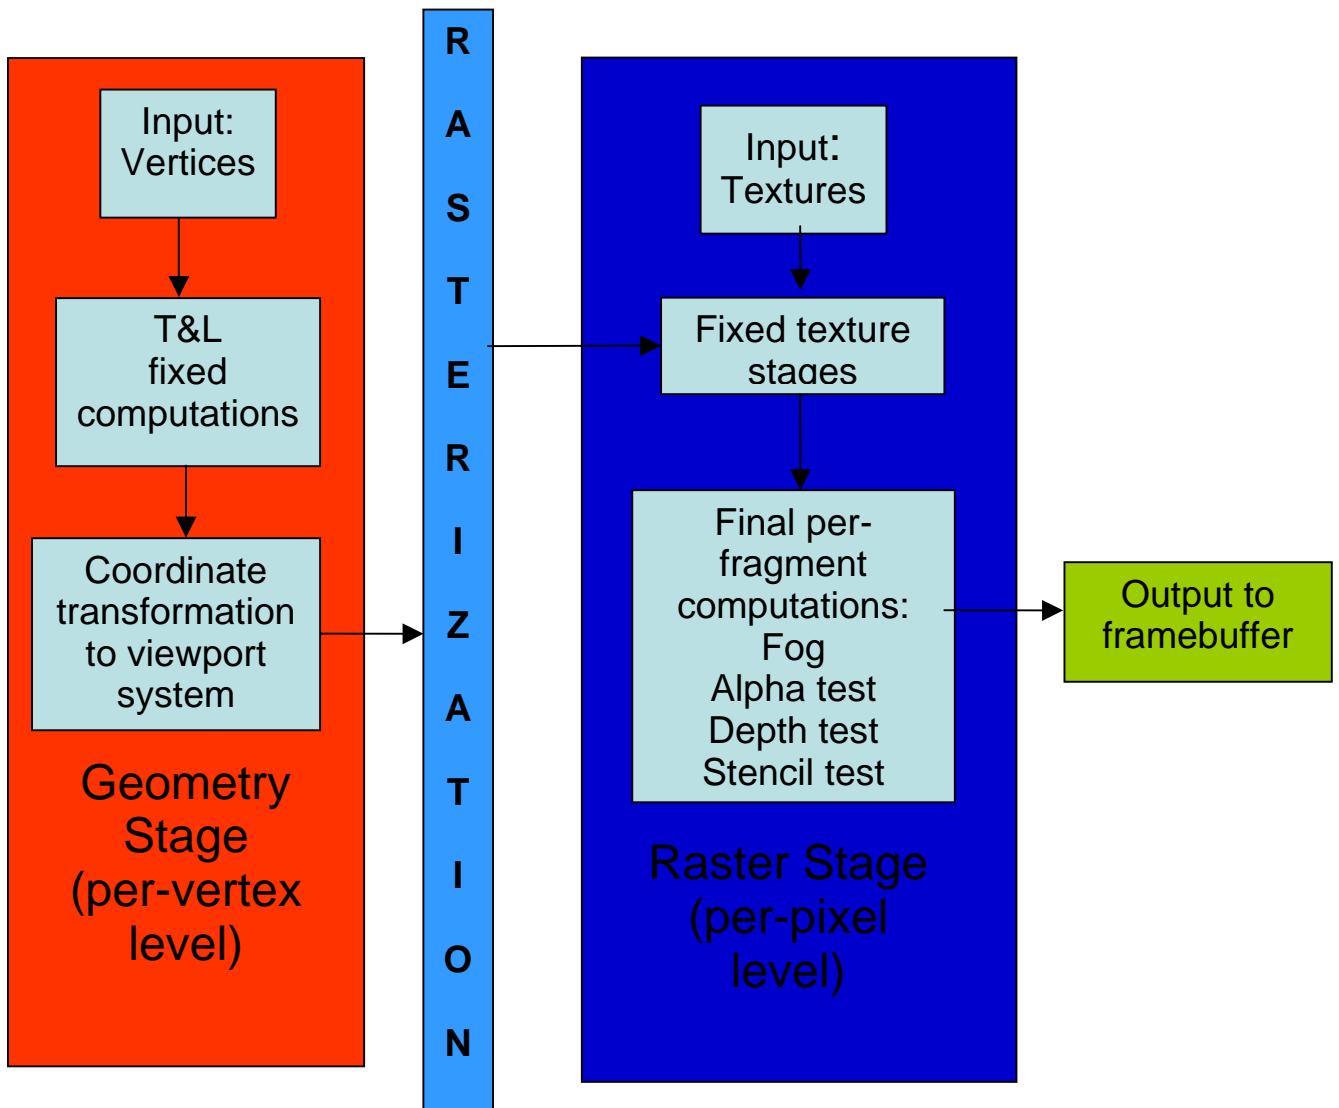 Input:
Vertices
T&L
fixed
computations
Coordinate
transformation
to viewport
system
Geometry
Stage
(per-vertex
level)
R
A
S
T
E
R
I
Z
A
T
I
O
N
Input:
Textures
Fixed texture
stages
Final per-
fragment
computations:
Fog
Alpha test
Depth test
Stencil test
Raster Stage
(per-pixel
level)
Output to
framebuffer